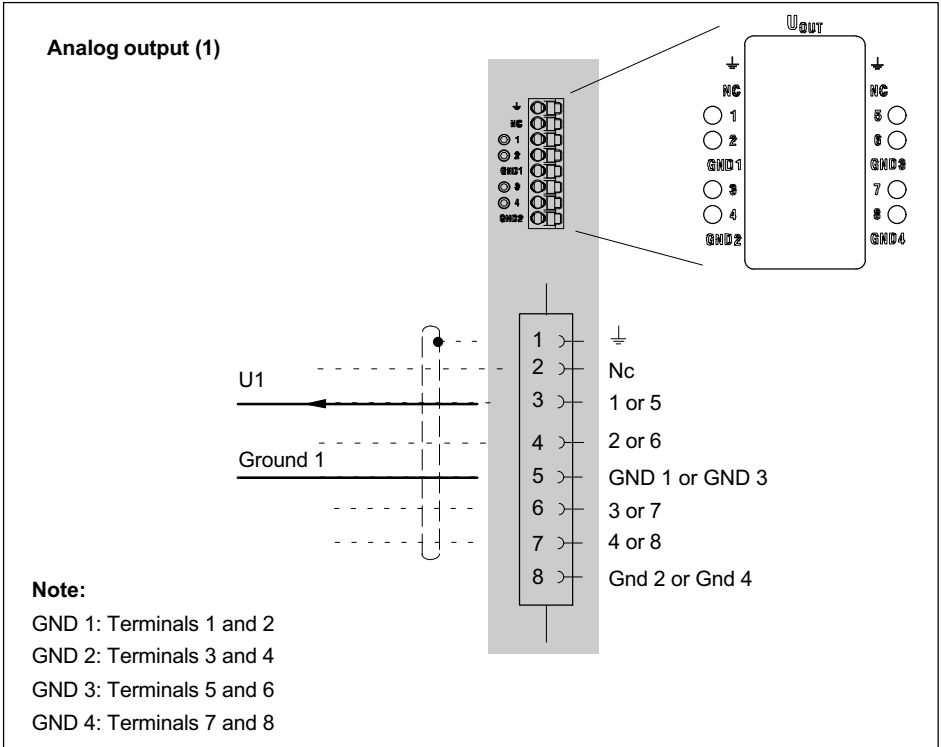 Analog output (1)
UOUT
⏚ ⏚
NC NC
1 5
2 6
GND1 GND3
3 7
4 8
GND2 GND4
⏚
NC
1
2
GND1
3
4
GND2
1 ⏚
2 Nc
U1
3 1 or 5
4 2 or 6
Ground 1
5 GND 1 or GND 3
6 3 or 7
7 4 or 8
8 Gnd 2 or Gnd 4
Note:
GND 1: Terminals 1 and 2
GND 2: Terminals 3 and 4
GND 3: Terminals 5 and 6
GND 4: Terminals 7 and 8